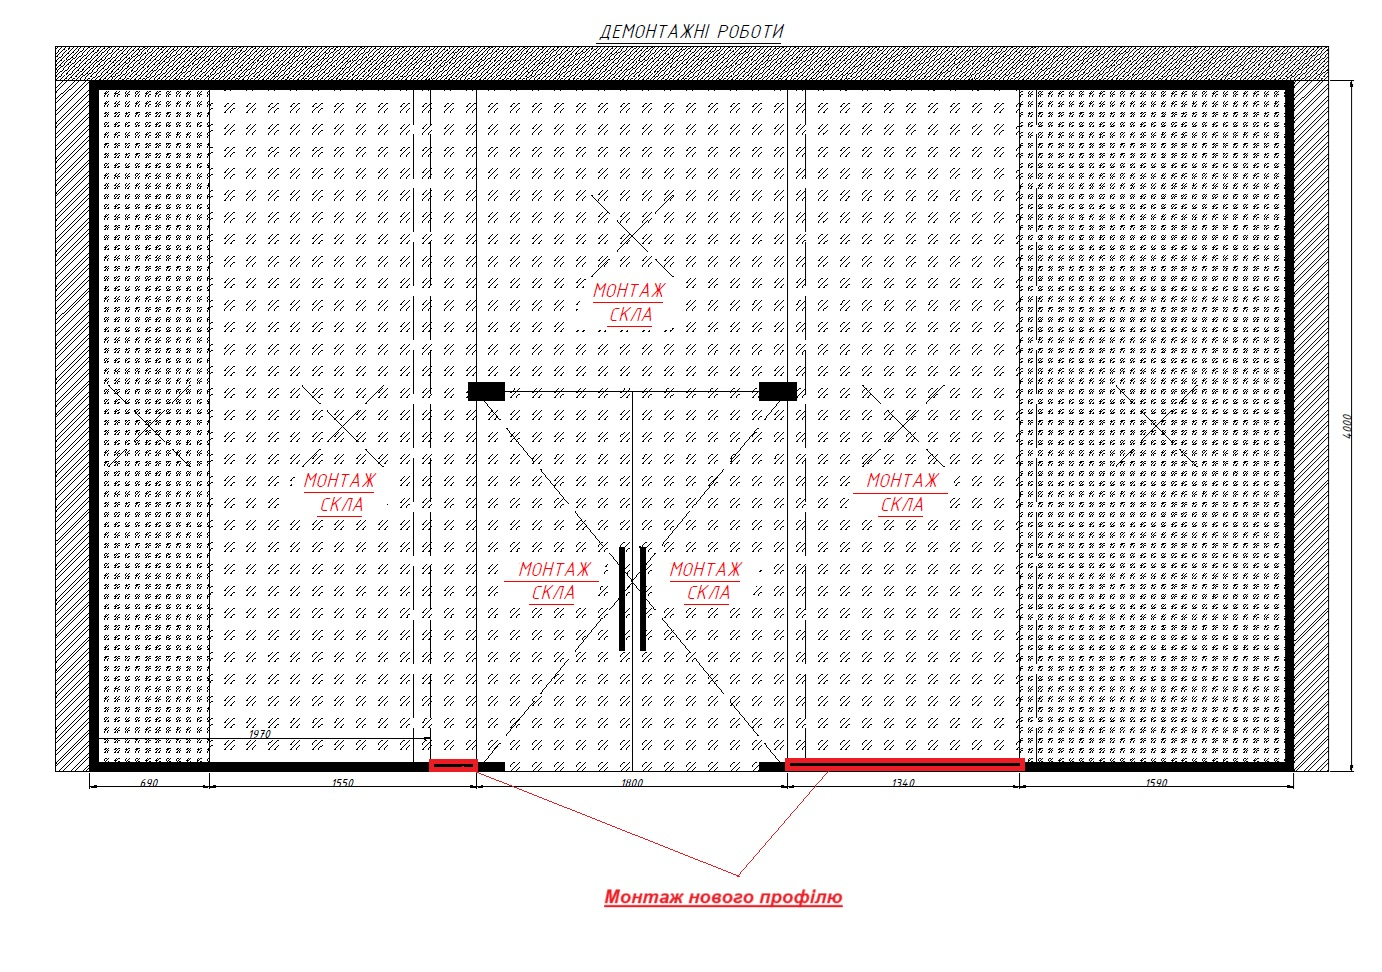 ДЕМОНТАЖНІ РОБОТИ
МОНТАЖ
СКЛА
4000
МОНТАЖ
СКЛА
МОНТАЖ
СКЛА
МОНТАЖ
СКЛА
МОНТАЖ
СКЛА
1970
690
1550
1800
1340
1590
Монтаж нового профілю